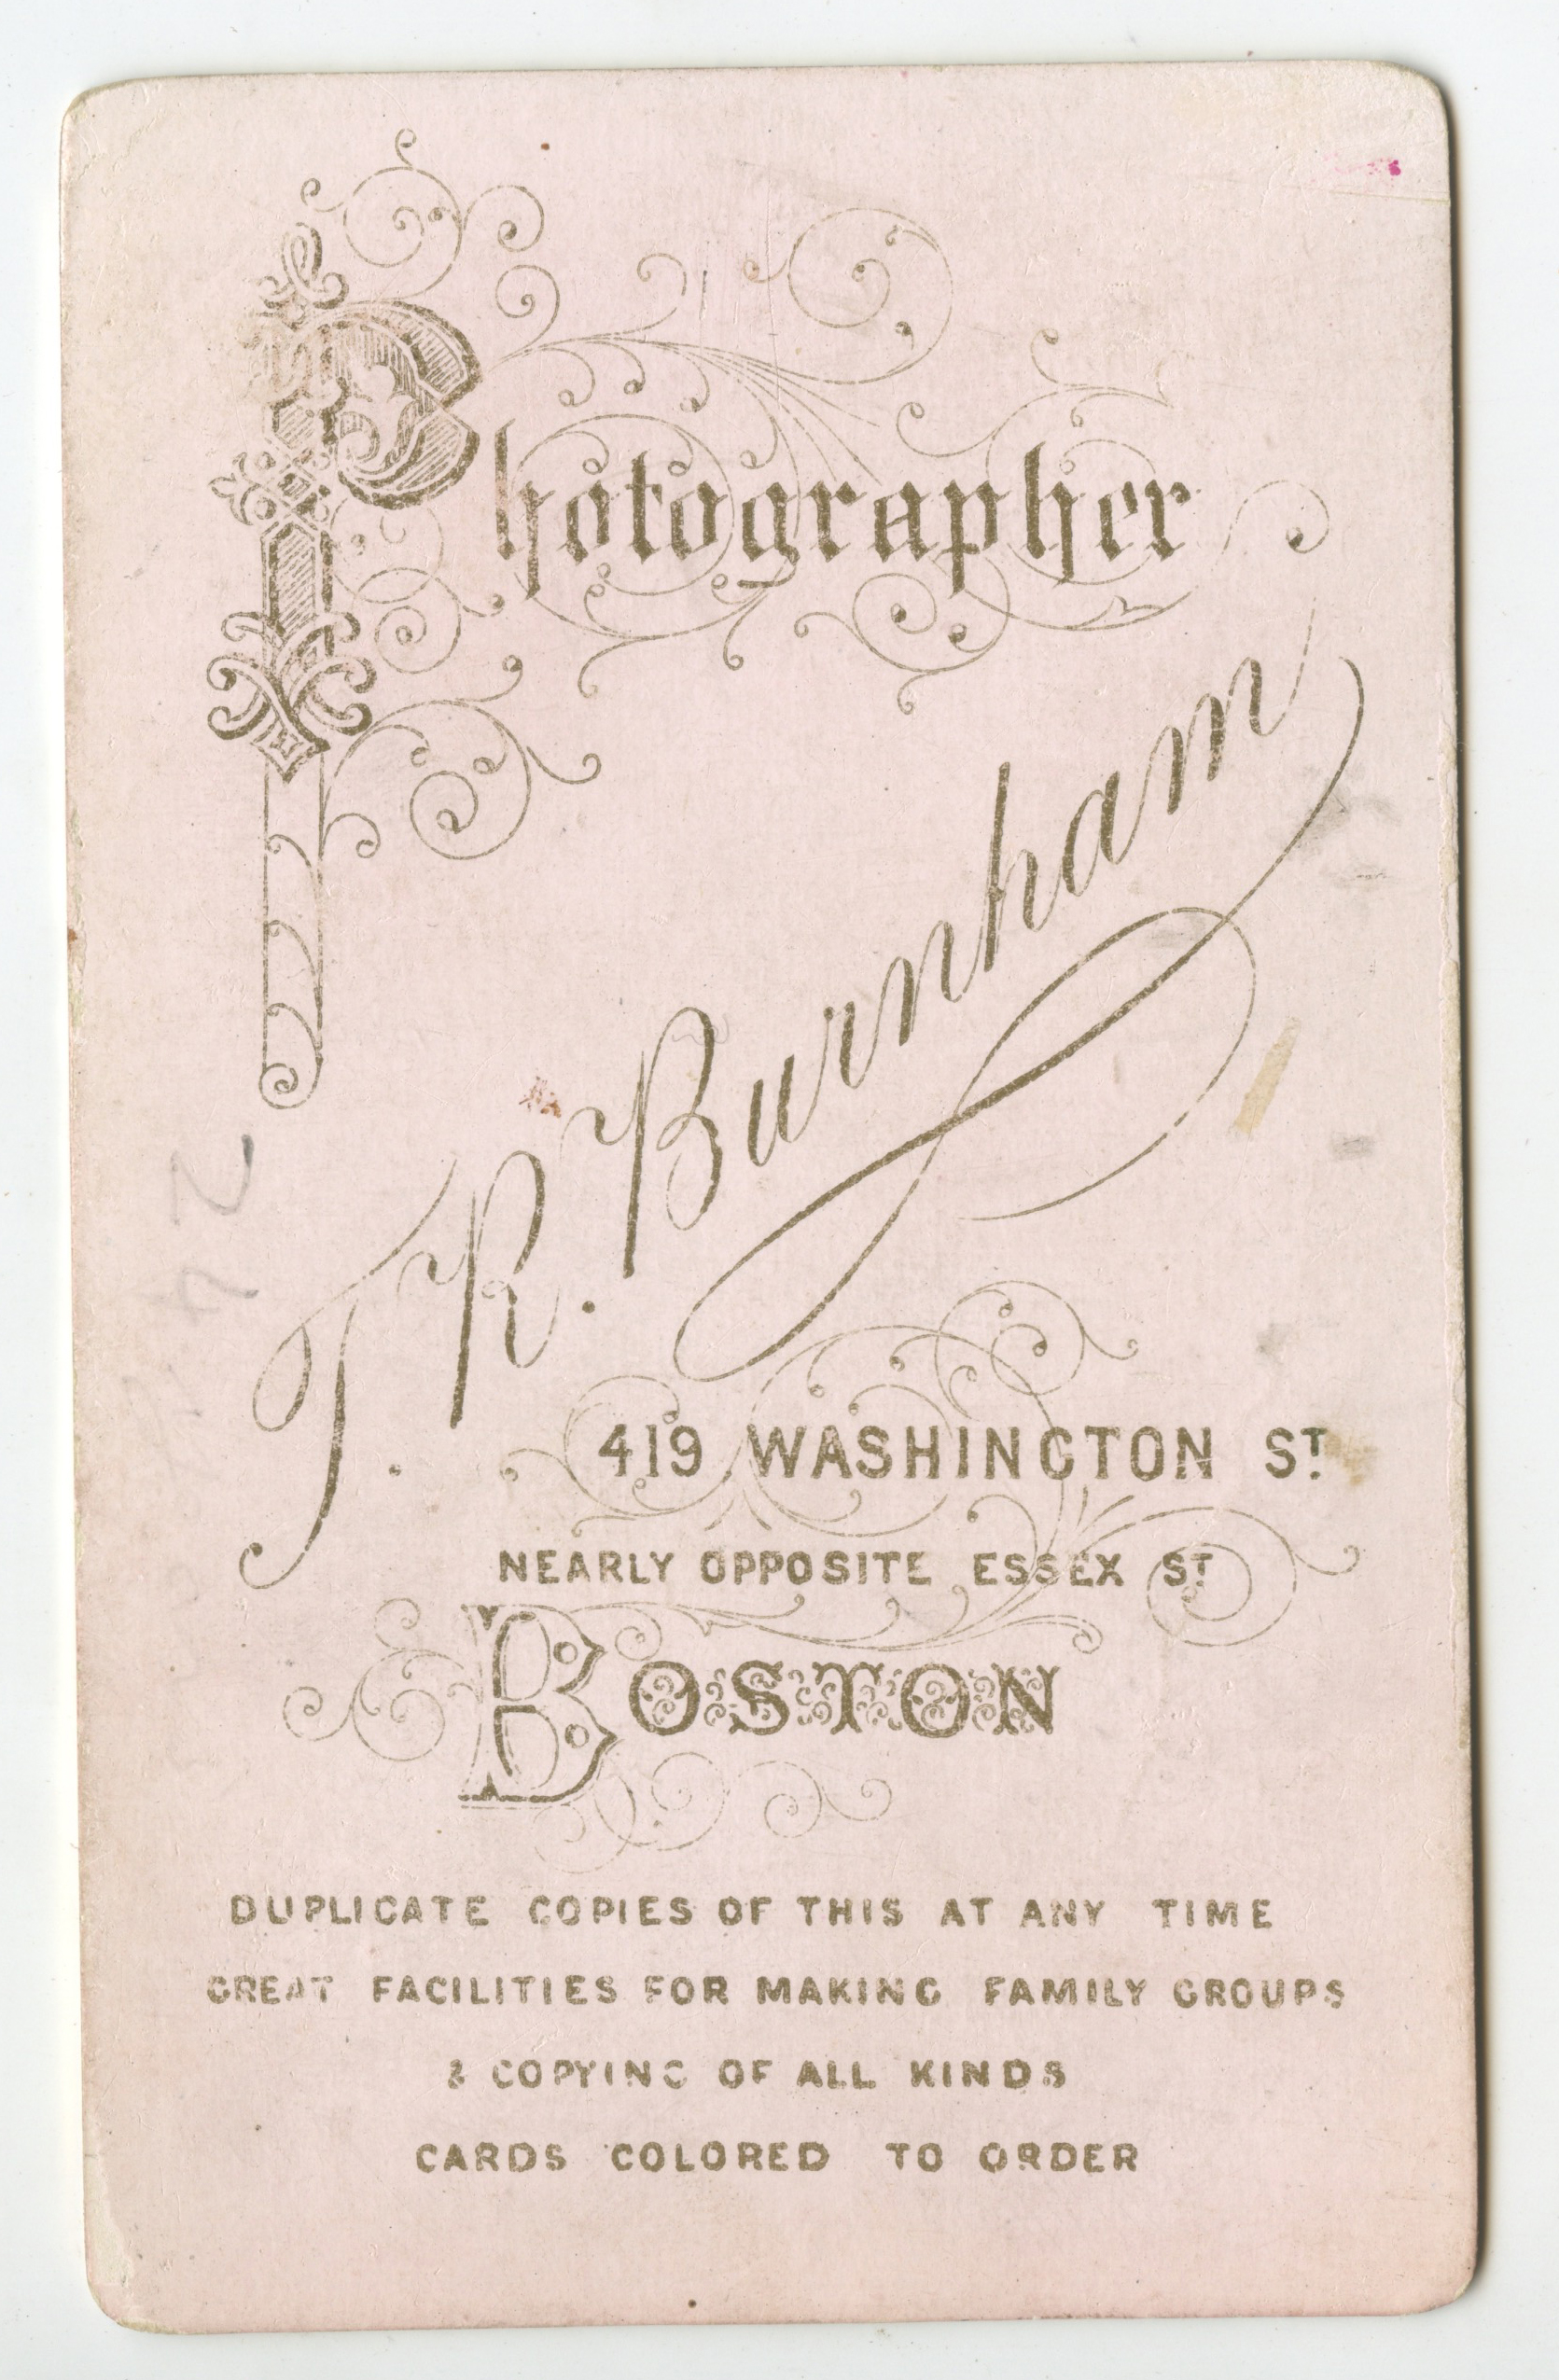 Photographer
T. R. Burnham
419 WASHINGTON ST.
NEARLY OPPOSITE ESSEX ST
BOSTON
DUPLICATE COPIES OF THIS AT ANY TIME
GREAT FACILITIES FOR MAKING FAMILY GROUPS
& COPYING OF ALL KINDS
CARDS COLORED TO ORDER